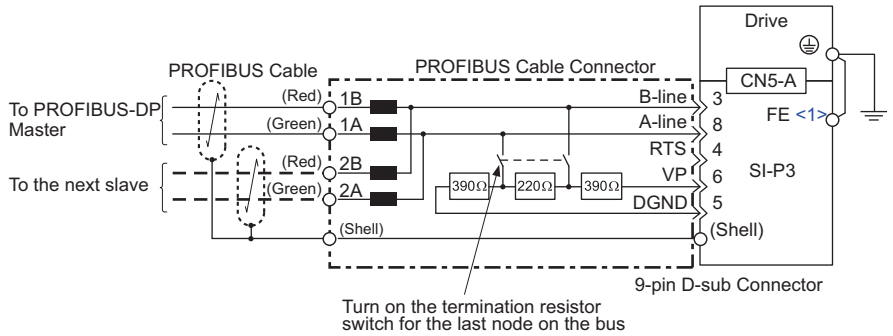 Drive
PROFIBUS Cable
PROFIBUS Cable Connector
CN5-A
(Red)
1B
B-line
3
To PROFIBUS-DP
Master
FE <1>
(Green)
1A
A-line
8
RTS
4
(Red)
2B
VP
6
SI-P3
To the next slave
(Green)
2A
390Ω
220Ω
390Ω
DGND
5
(Shell)
(Shell)
9-pin D-sub Connector
Turn on the termination resistor
switch for the last node on the bus